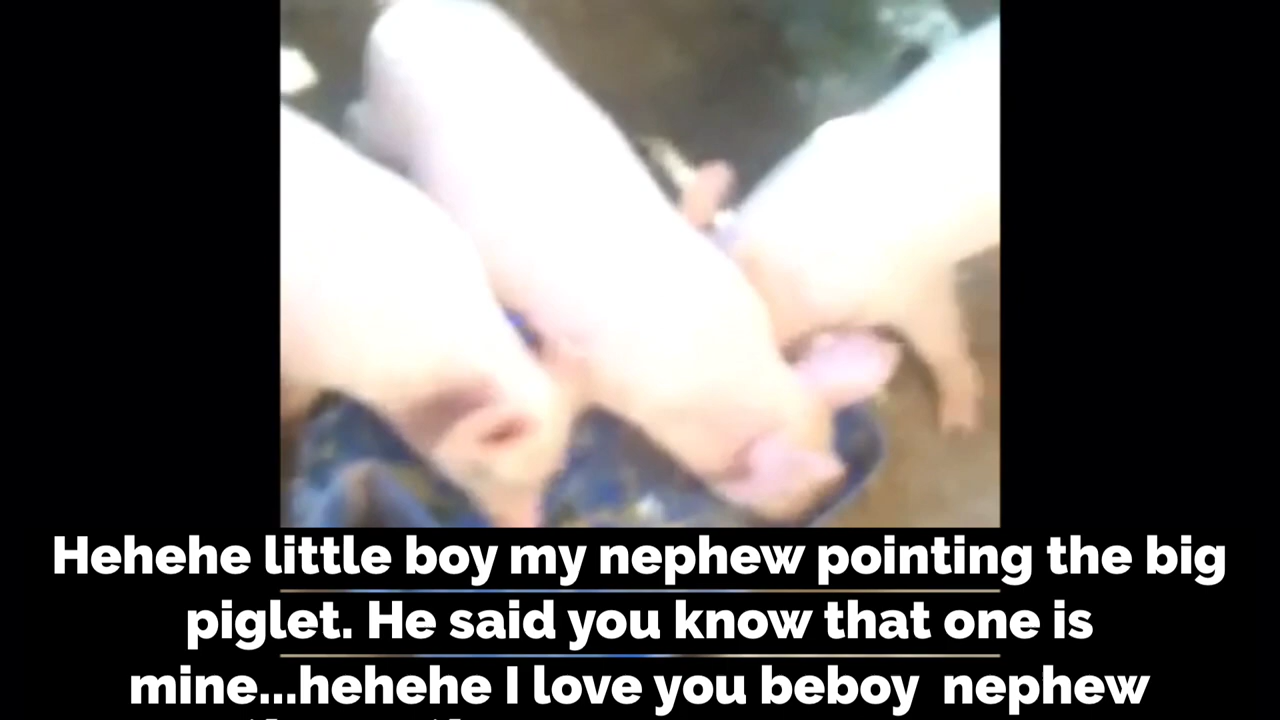 Hehehe little boy my nephew pointing the big
piglet. He said you know that one is
mine...hehehe I love you beboy  nephew